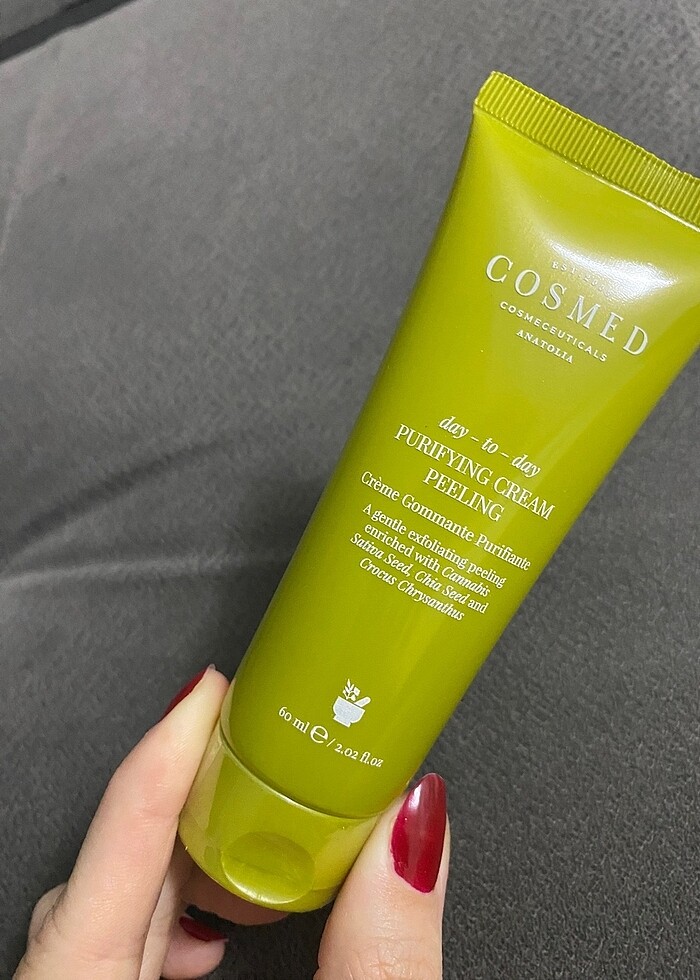 COSMED
COSMECEUTICALS
ANATOLIA
day - to - day
PURIFYING CREAM
PEELING
Crème Gommante Purifiante
A gentle exfoliating peeling
enriched with Cannabis
Sativa Seed, Chia Seed and
Crocus Chrysanthus
60 ml ℮ / 2.02 fl.oz